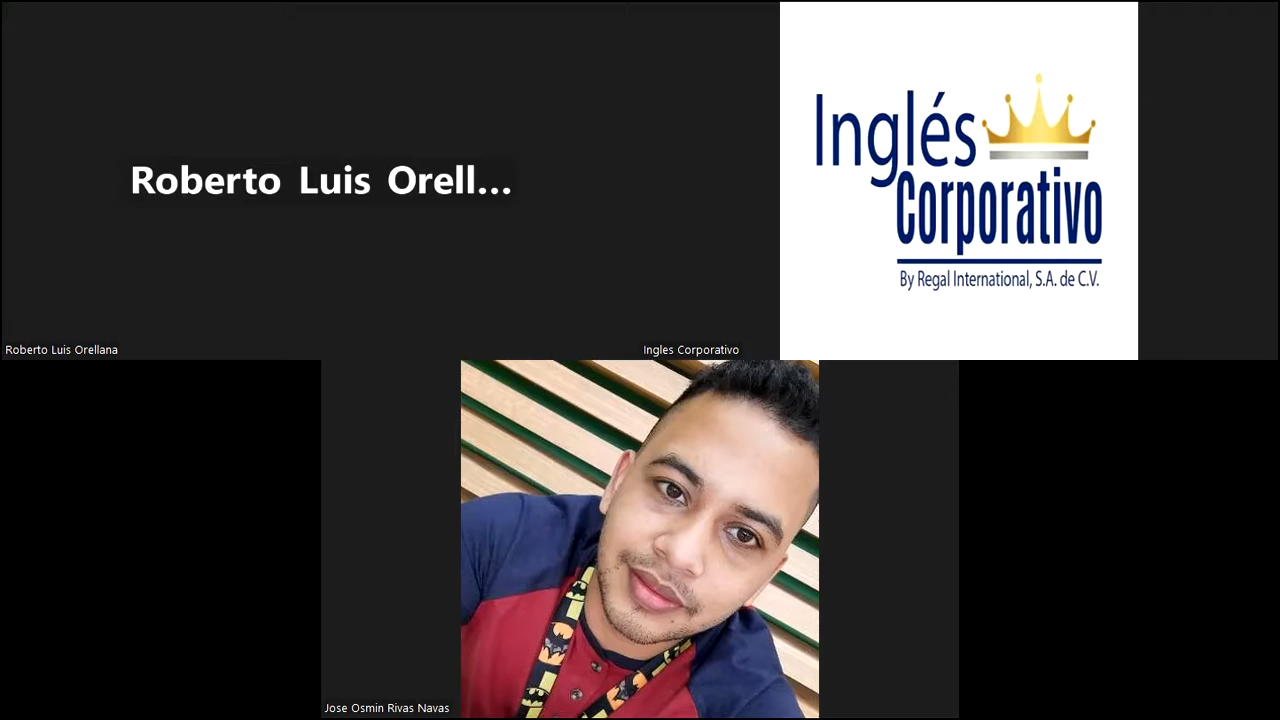 Roberto Luis Orell...
Roberto Luis Orellana
Inglés
Corporativo
By Regal International, S.A. de C.V.
Ingles Corporativo
Jose Osmin Rivas Navas